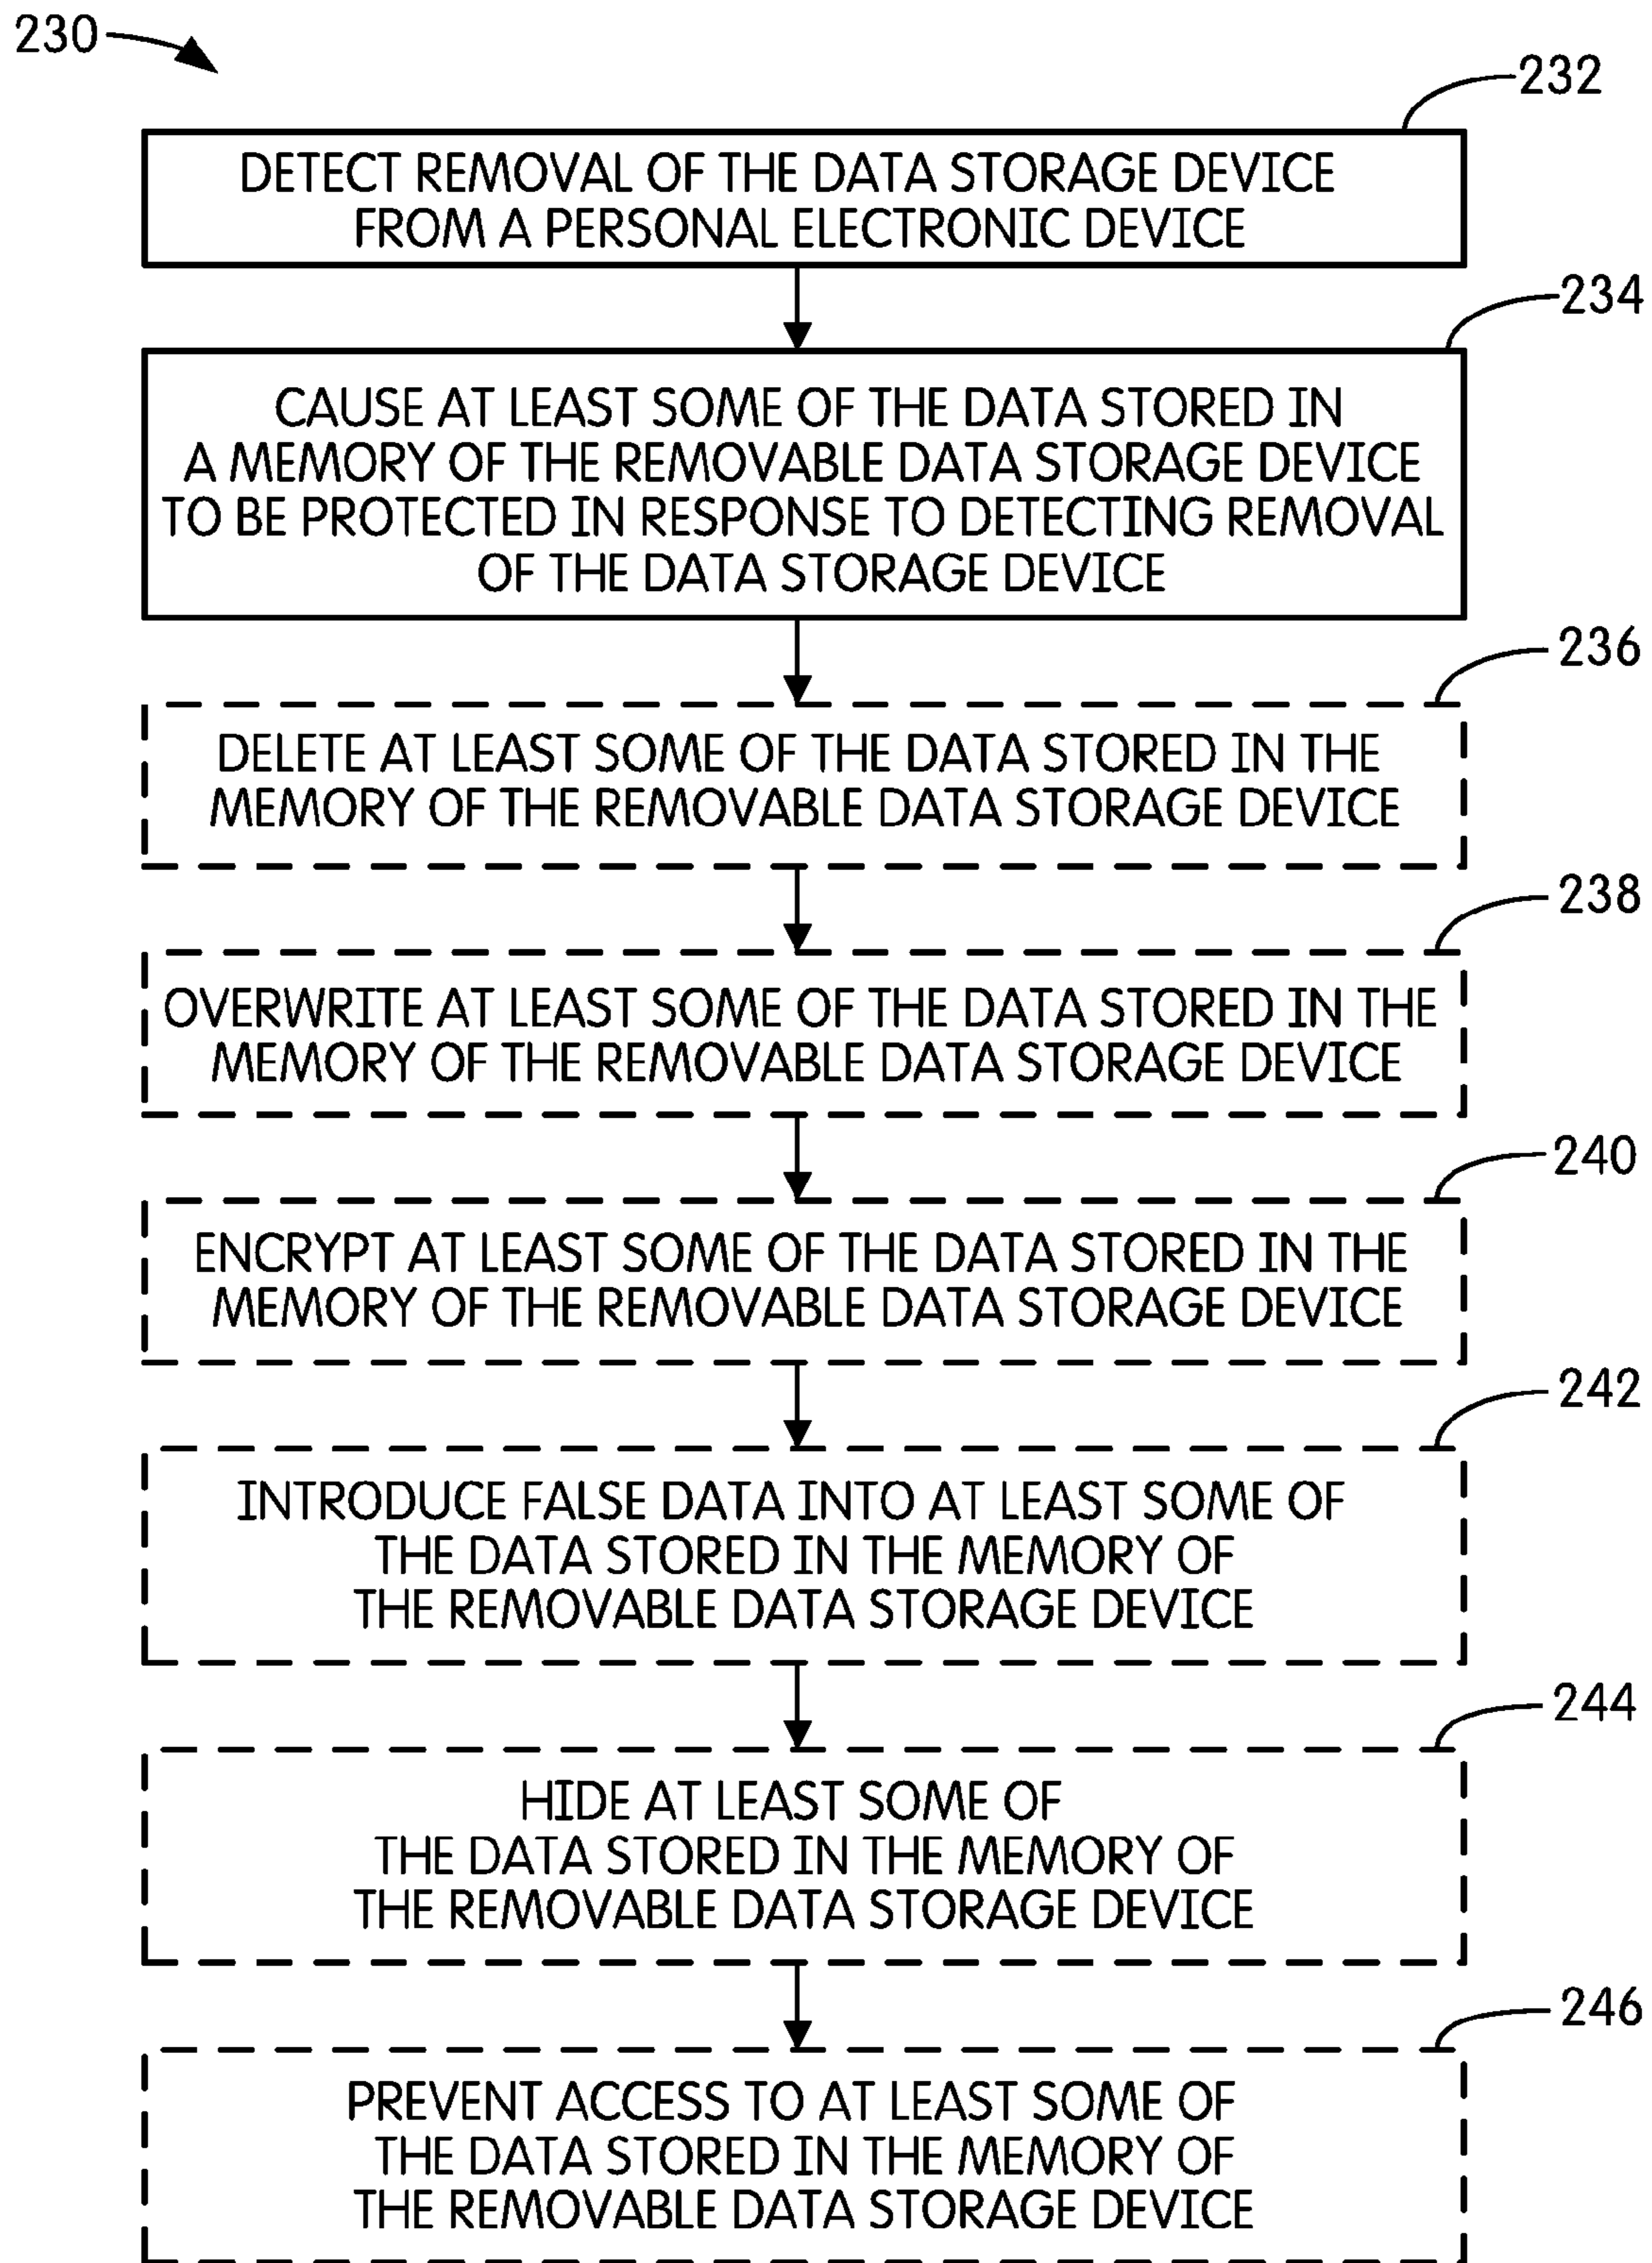 230
232
DETECT REMOVAL OF THE DATA STORAGE DEVICE
FROM A PERSONAL ELECTRONIC DEVICE
234
CAUSE AT LEAST SOME OF THE DATA STORED IN
A MEMORY OF THE REMOVABLE DATA STORAGE DEVICE
TO BE PROTECTED IN RESPONSE TO DETECTING REMOVAL
OF THE DATA STORAGE DEVICE
236
DELETE AT LEAST SOME OF THE DATA STORED IN THE
MEMORY OF THE REMOVABLE DATA STORAGE DEVICE
238
OVERWRITE AT LEAST SOME OF THE DATA STORED IN THE
MEMORY OF THE REMOVABLE DATA STORAGE DEVICE
240
ENCRYPT AT LEAST SOME OF THE DATA STORED IN THE
MEMORY OF THE REMOVABLE DATA STORAGE DEVICE
242
INTRODUCE FALSE DATA INTO AT LEAST SOME OF
THE DATA STORED IN THE MEMORY OF
THE REMOVABLE DATA STORAGE DEVICE
244
HIDE AT LEAST SOME OF
THE DATA STORED IN THE MEMORY OF
THE REMOVABLE DATA STORAGE DEVICE
246
PREVENT ACCESS TO AT LEAST SOME OF
THE DATA STORED IN THE MEMORY OF
THE REMOVABLE DATA STORAGE DEVICE